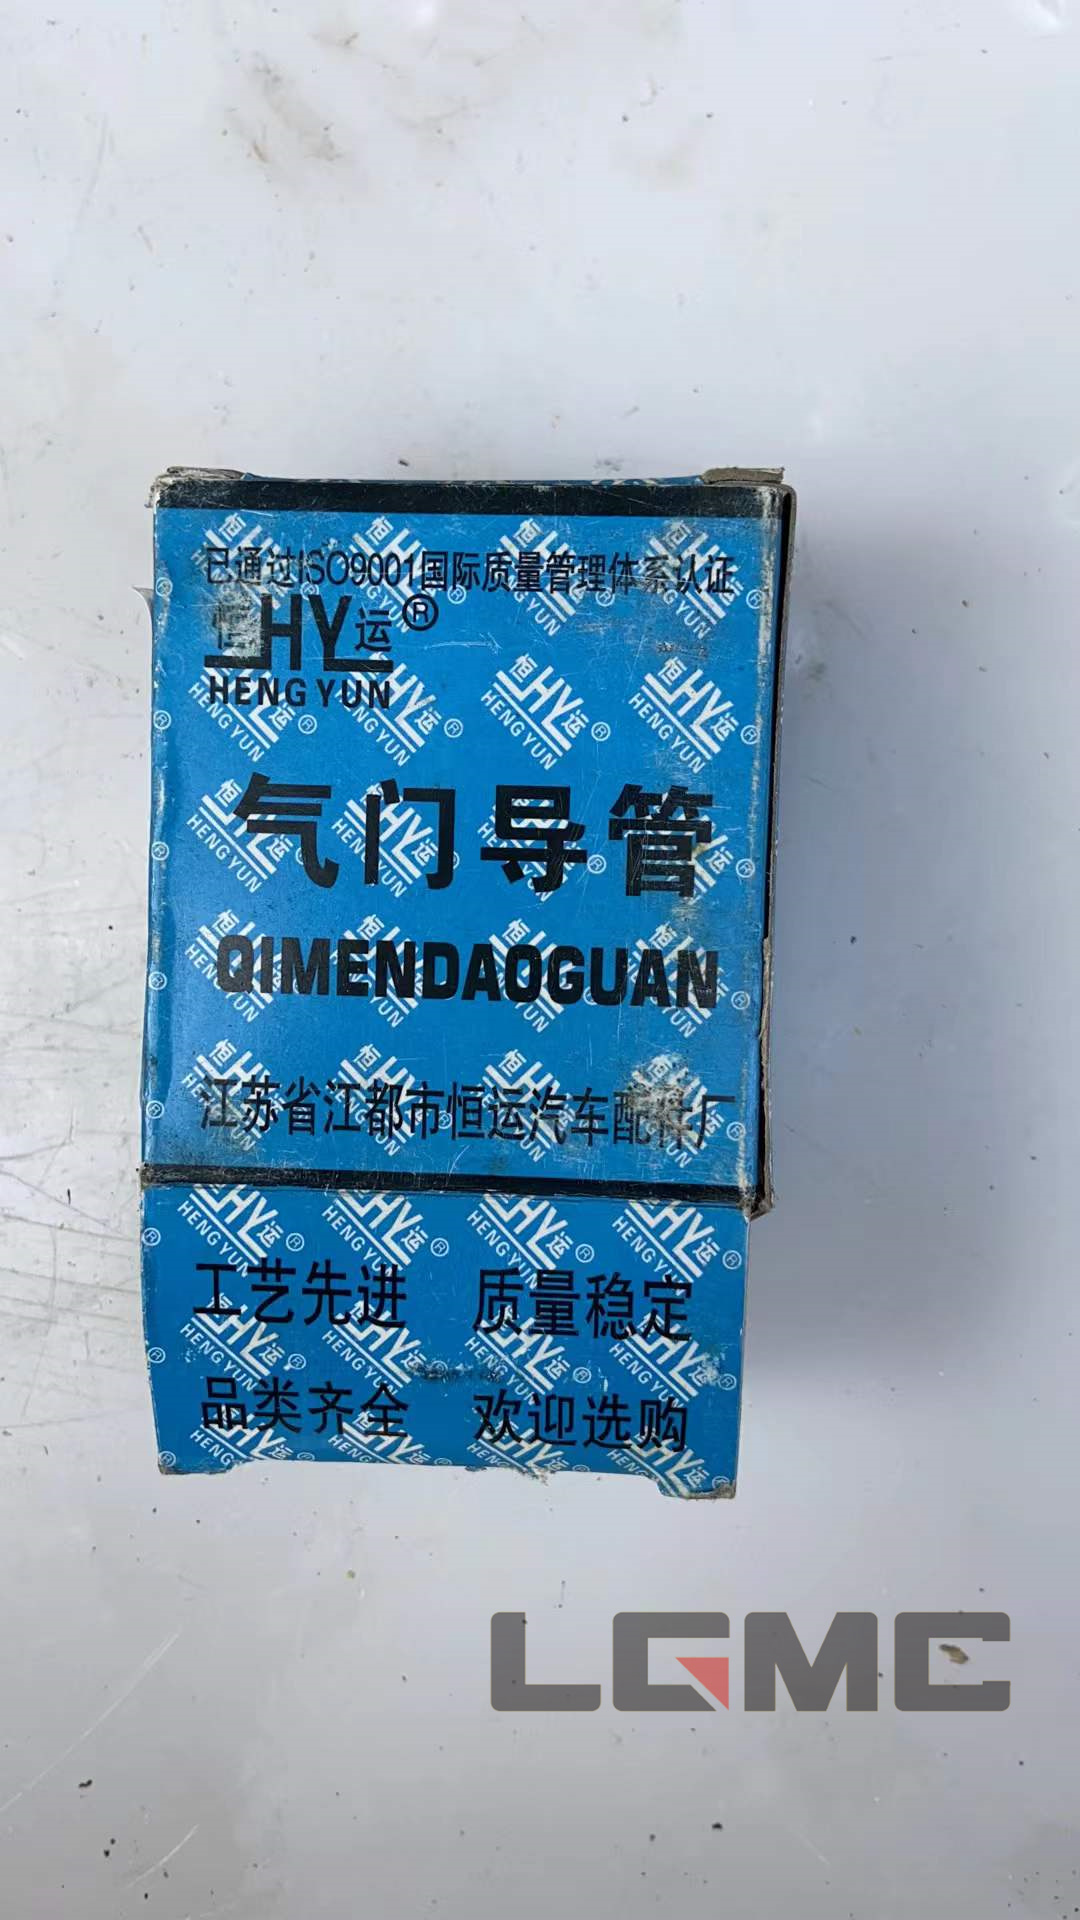 已通过ISO9001国际质量管理体系认证
恒HY运®
HENG YUN
气门导管
QIMENDAOGUAN
江苏省江都市恒运汽车配件厂
工艺先进 质量稳定
品类齐全 欢迎选购
LGMC